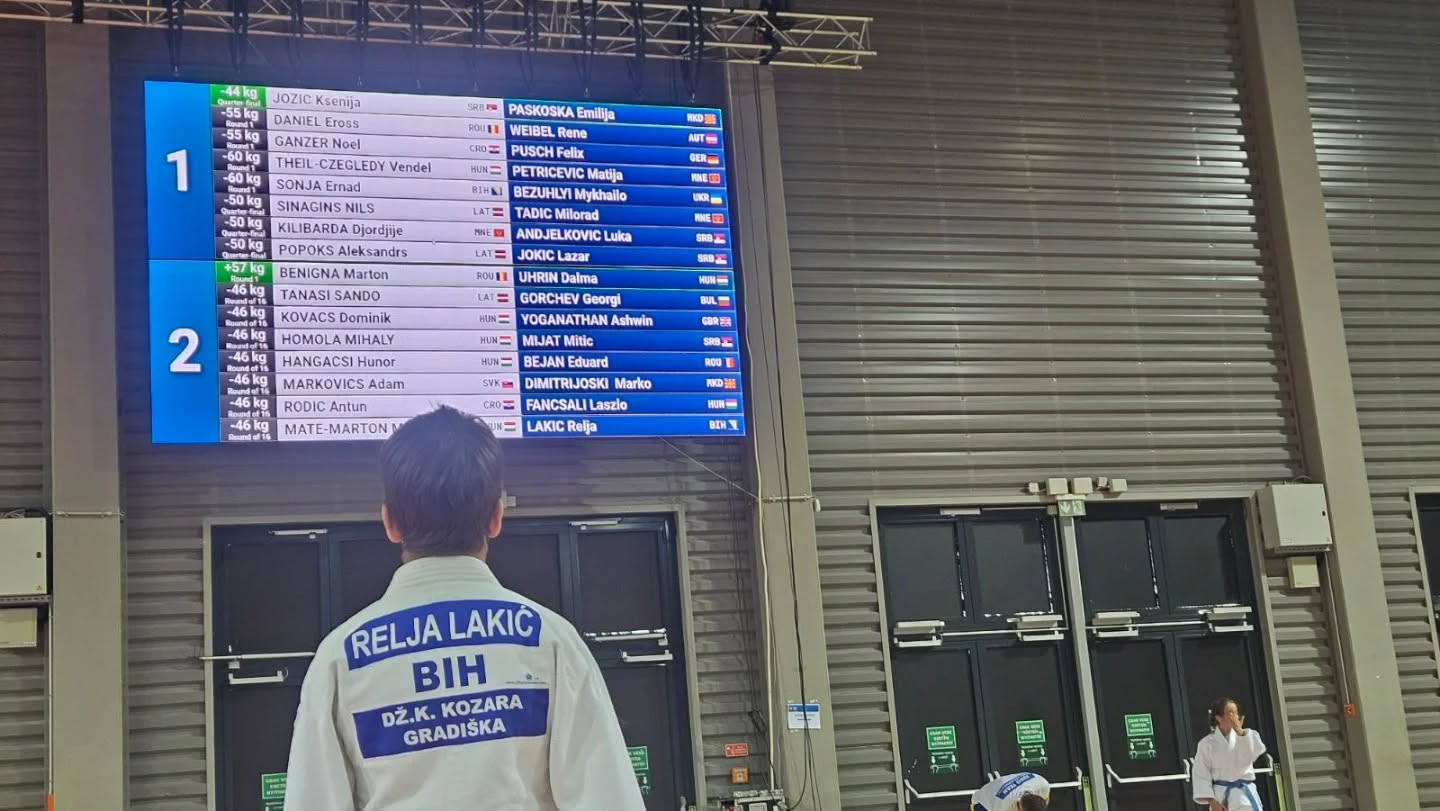 1
-44 kg Quarter-final JOZIC Ksenija SRB PASKOSKA Emilija MKD
-55 kg Round 1 DANIEL Eross ROU WEIBEL Rene AUT
-55 kg Round 1 GANZER Noel CRO PUSCH Felix GER
-60 kg Round 1 THEIL-CZEGLEDY Vendel HUN PETRICEVIC Matija MNE
-60 kg Round 1 SONJA Ernad BIH BEZUHLYI Mykhailo UKR
-50 kg Quarter-final SINAGINS NILS LAT TADIC Milorad MNE
-50 kg Quarter-final KILIBARDA Djordjije MNE ANDJELKOVIC Luka SRB
-50 kg Quarter-final POPOKS Aleksandrs LAT JOKIC Lazar SRB
2
+57 kg Round 1 BENIGNA Marton ROU UHRIN Dalma HUN
-46 kg Round of 16 TANASI SANDO LAT GORCHEV Georgi BUL
-46 kg Round of 16 KOVACS Dominik HUN YOGANATHAN Ashwin GBR
-46 kg Round of 16 HOMOLA MIHALY HUN MIJAT Mitic SRB
-46 kg Round of 16 HANGACSI Hunor HUN BEJAN Eduard ROU
-46 kg Round of 16 MARKOVICS Adam SVK DIMITRIJOSKI Marko MKD
-46 kg Round of 16 RODIC Antun CRO FANCSALI Laszlo HUN
-46 kg Round of 16 MATE-MARTON LAKIC Relja BIH
RELJA LAKIĆ
BIH
DŽ.K. KOZARA
GRADIŠKA